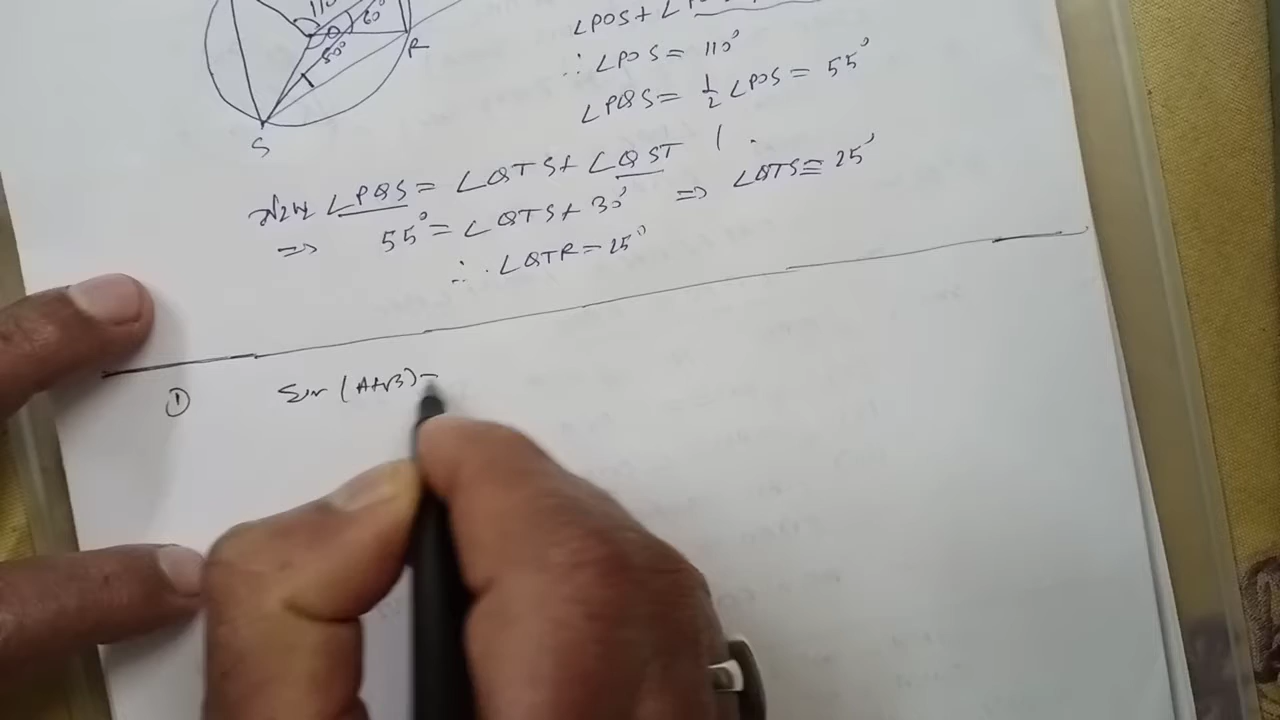 110°
60°
O
50°
R
S
∠POS + ∠
∴ ∠POS = 110°
∠PQS = 1/2 ∠POS = 55°
∠PQS = ∠QTS + ∠QST
⇒ 55° = ∠QTS + 30° ⇒ ∠QTS = 25°
∴ ∠QTR = 25°
① Sin (A+B) =